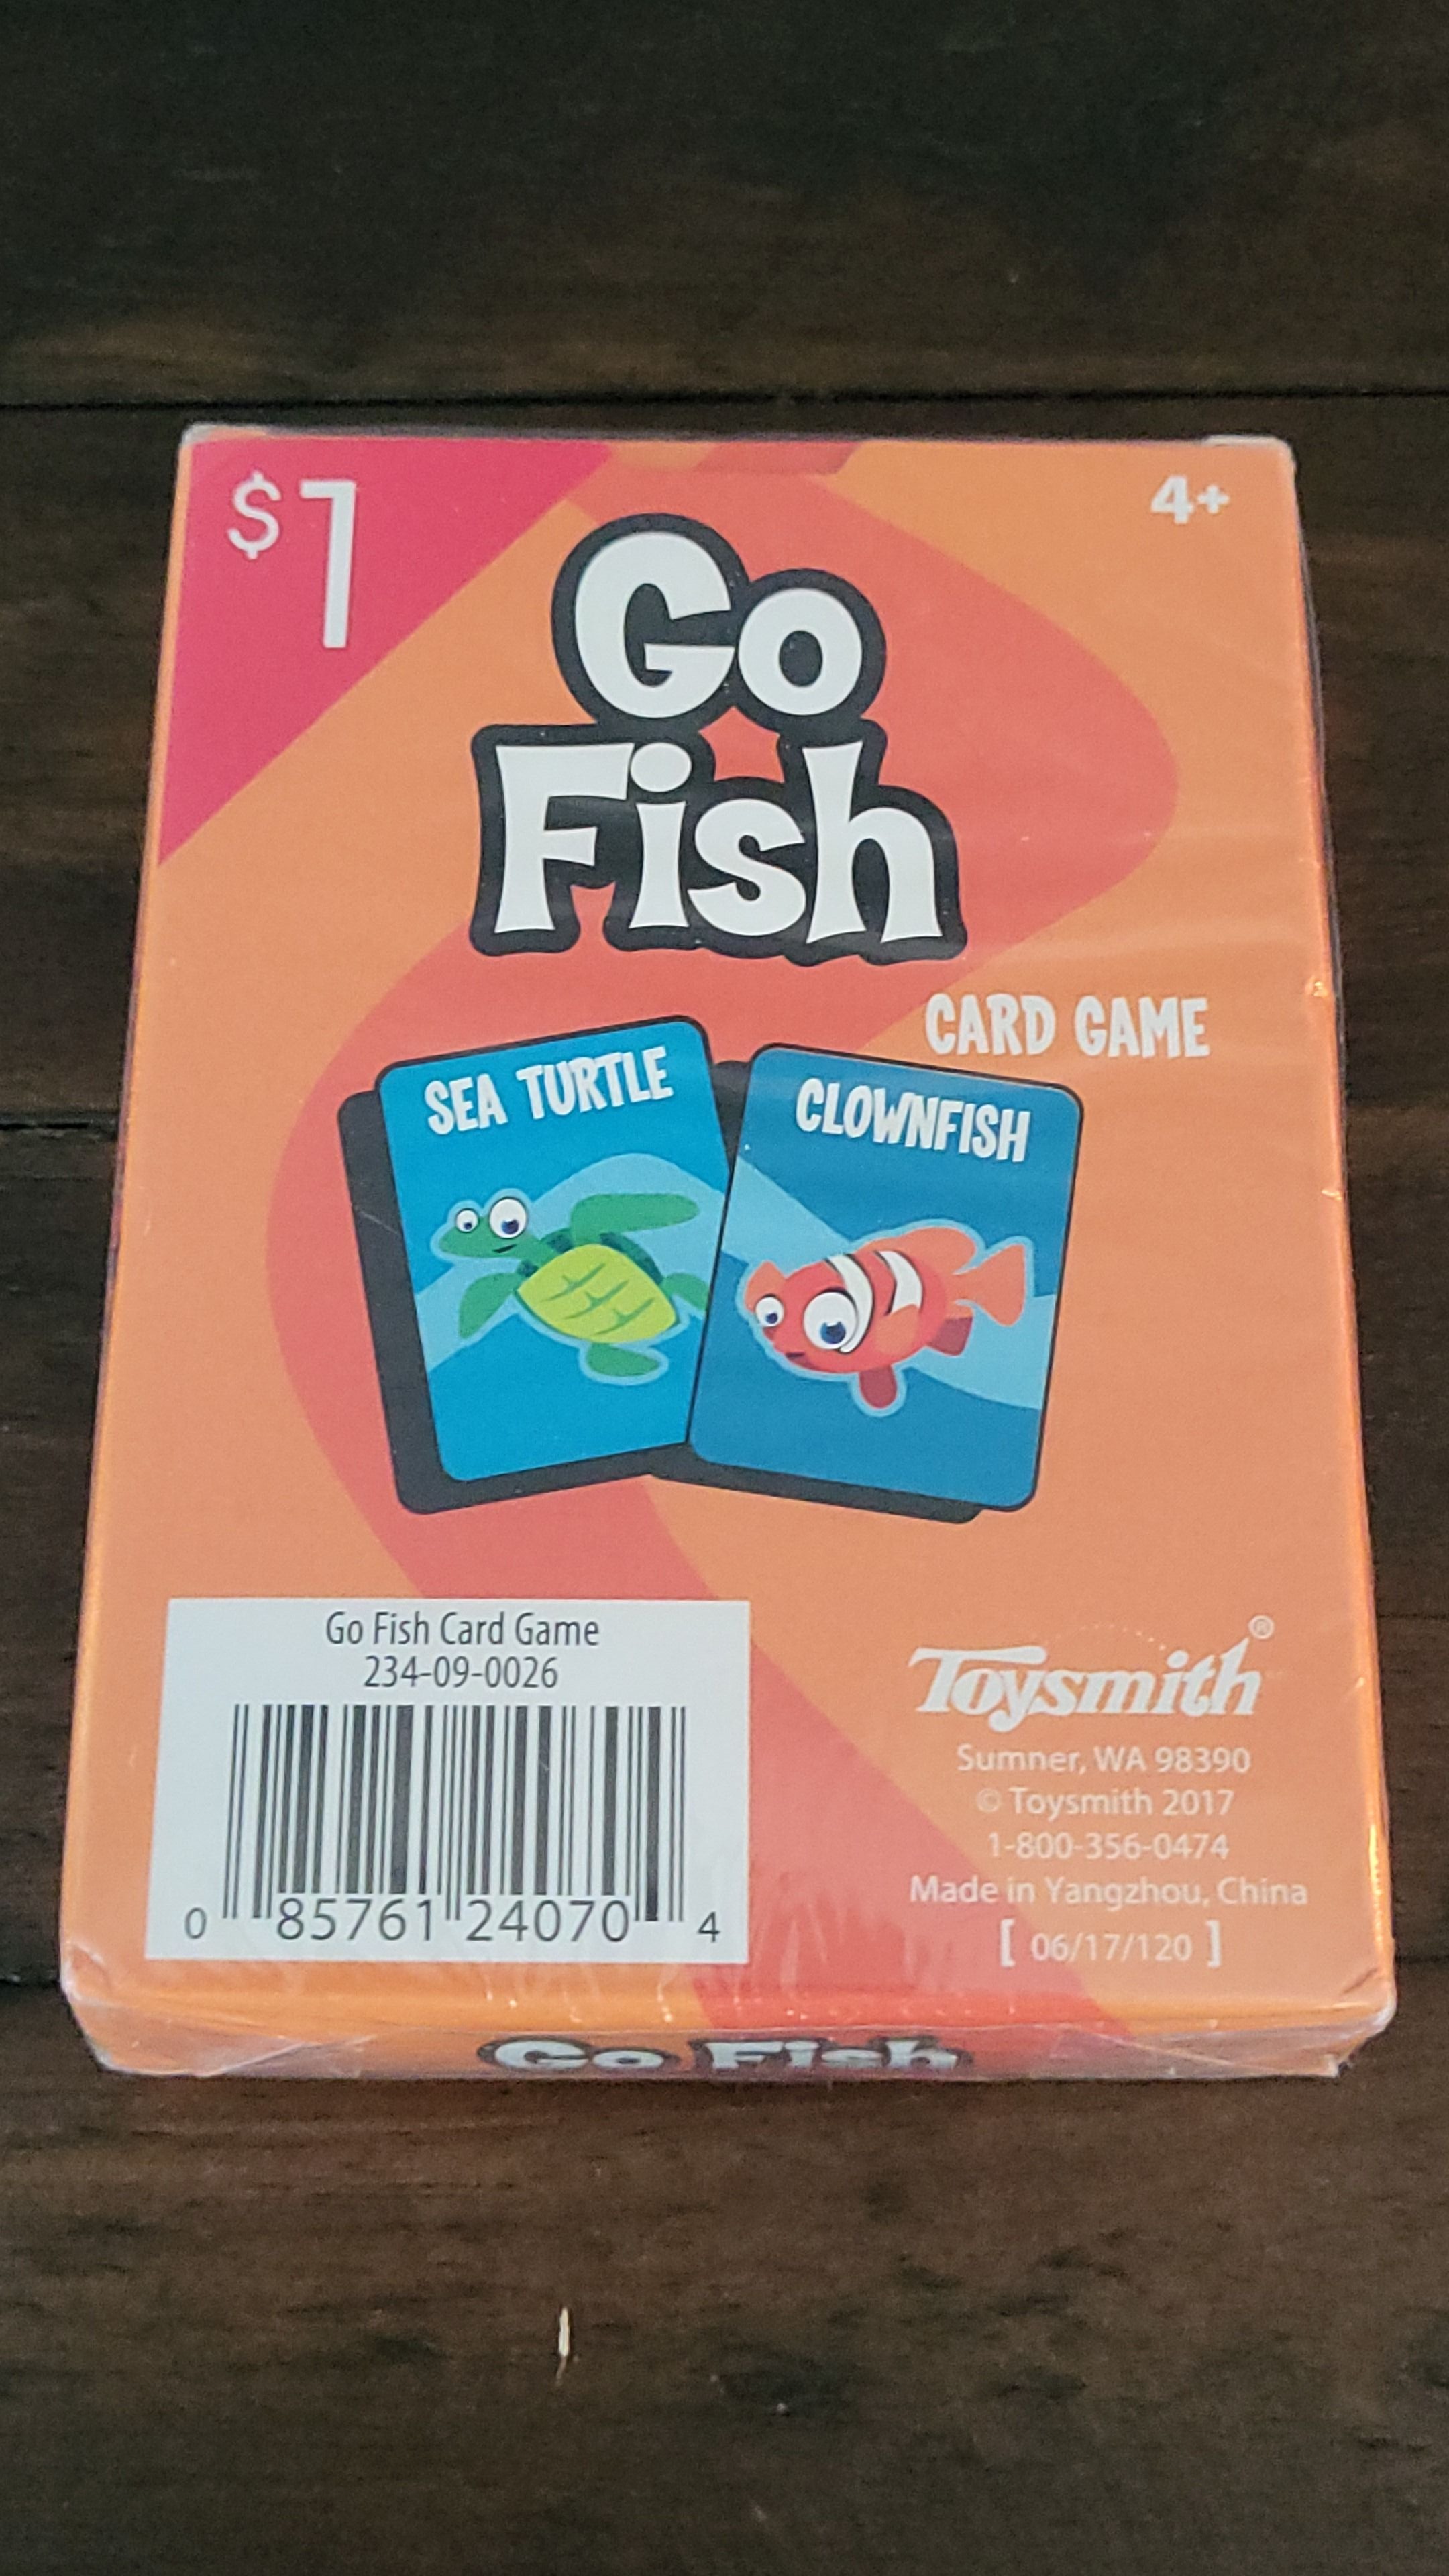 $1
4+
Go
Fish
CARD GAME
SEA TURTLE
CLOWNFISH
Go Fish Card Game
234-09-0026
0 85761 24070 4
Toysmith®
Sumner, WA 98390
© Toysmith 2017
1-800-356-0474
Made in Yangzhou, China
[ 06/17/120 ]
Go Fish